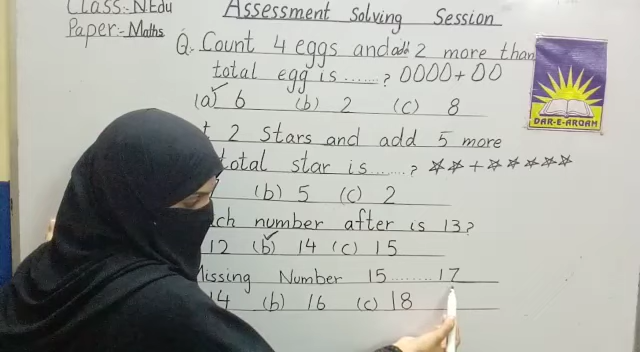 Class:- N Edu
Assessment Solving Session
Paper:- Maths
Q. Count 4 eggs and add 2 more than
total egg is ......? 0000+00
(a) 6 (b) 2 (c) 8
2 Stars and add 5 more
total star is .......? ☆☆+☆☆☆☆☆
(b) 5 (c) 2
number after is 13?
12 (b) 14 (c) 15
Missing Number 15 ........ 17
14 (b) 16 (c) 18
DAR-E-ARQAM